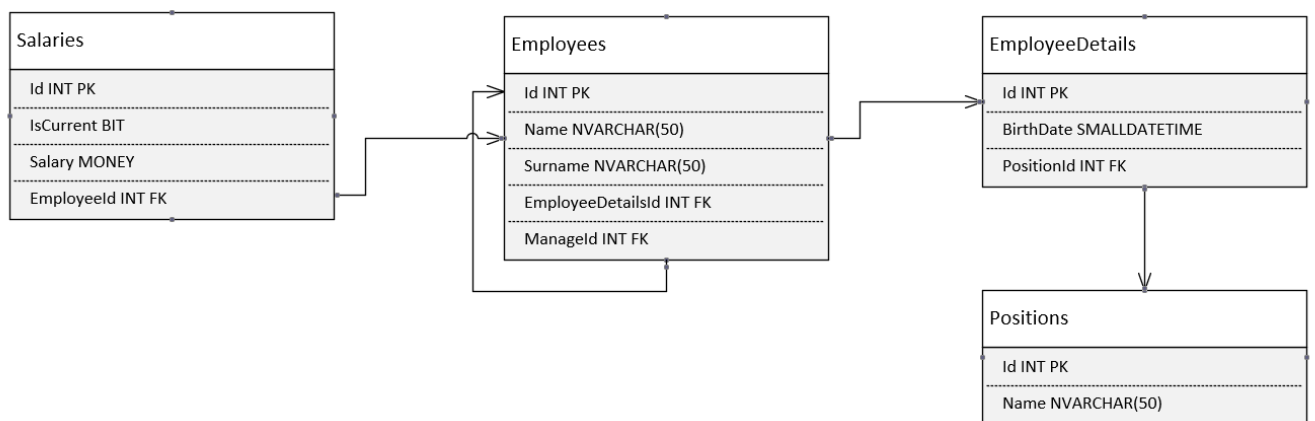 Salaries
Id INT PK
IsCurrent BIT
Salary MONEY
EmployeeId INT FK
Employees
Id INT PK
Name NVARCHAR(50)
Surname NVARCHAR(50)
EmployeeDetailsId INT FK
ManageId INT FK
EmployeeDetails
Id INT PK
BirthDate SMALLDATETIME
PositionId INT FK
Positions
Id INT PK
Name NVARCHAR(50)